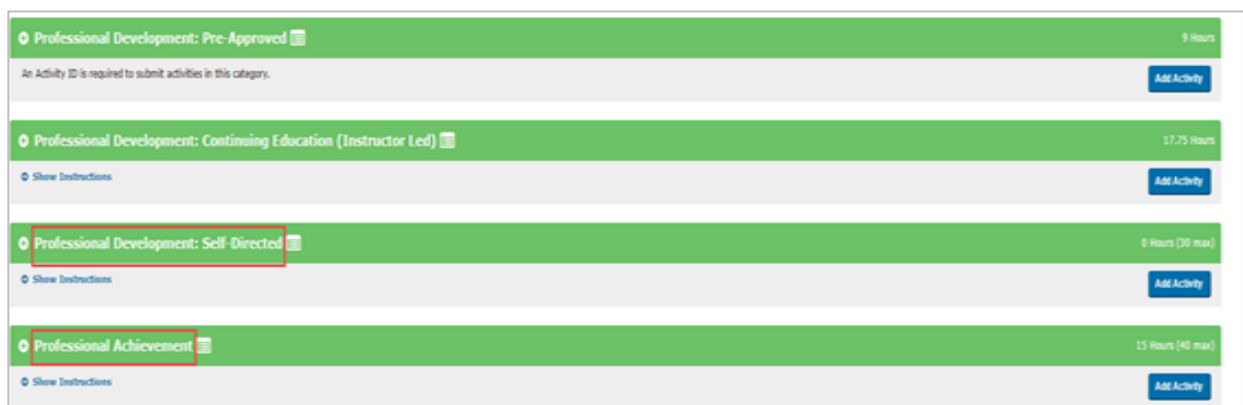 Professional Development: Pre-Approved 9 Hours
An Activity ID is required to submit activities in this category. Add Activity
Professional Development: Continuing Education (Instructor Led) 17.75 Hours
Show Instructions Add Activity
Professional Development: Self-Directed 0 Hours (30 max)
Show Instructions Add Activity
Professional Achievement 15 Hours (40 max)
Show Instructions Add Activity